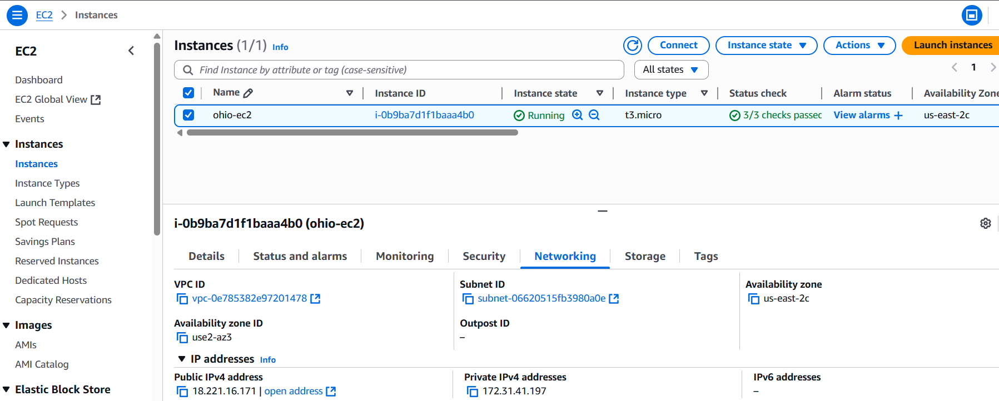 EC2 > Instances
EC2
Dashboard
EC2 Global View
Events
Instances
Instances
Instance Types
Launch Templates
Spot Requests
Savings Plans
Reserved Instances
Dedicated Hosts
Capacity Reservations
Images
AMIs
AMI Catalog
Elastic Block Store
Instances (1/1) Info
Connect
Instance state
Actions
Launch instances
Find Instance by attribute or tag (case-sensitive)
All states
1
Name Instance ID Instance state Instance type Status check Alarm status Availability Zone
ohio-ec2 i-0b9ba7d1f1baaa4b0 Running t3.micro 3/3 checks passed View alarms + us-east-2c
i-0b9ba7d1f1baaa4b0 (ohio-ec2)
Details Status and alarms Monitoring Security Networking Storage Tags
VPC ID
vpc-0e785382e97201478
Subnet ID
subnet-06620515fb3980a0e
Availability zone
us-east-2c
Availability zone ID
use2-az3
Outpost ID
–
IP addresses Info
Public IPv4 address
18.221.16.171 | open address
Private IPv4 addresses
172.31.41.197
IPv6 addresses
–